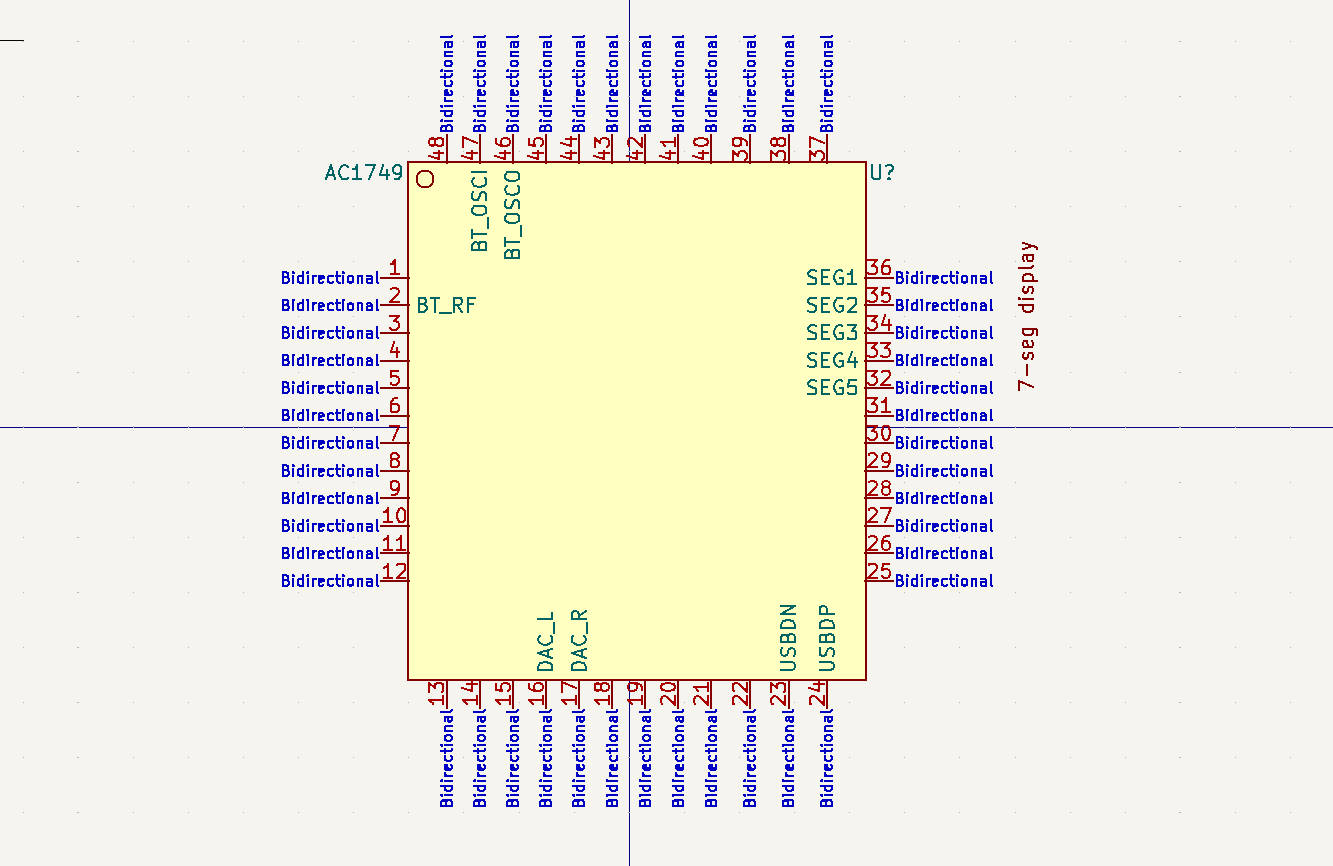 Bidirectional Bidirectional Bidirectional Bidirectional Bidirectional Bidirectional Bidirectional Bidirectional Bidirectional Bidirectional Bidirectional Bidirectional
48 47 46 45 44 43 42 41 40 39 38 37
AC1749 U?
BT_OSCI BT_OSCO
Bidirectional 1 SEG1 36 Bidirectional
Bidirectional 2 BT_RF SEG2 35 Bidirectional
Bidirectional 3 SEG3 34 Bidirectional
Bidirectional 4 SEG4 33 Bidirectional
Bidirectional 5 SEG5 32 Bidirectional
7-seg display
Bidirectional 6 31 Bidirectional
Bidirectional 7 30 Bidirectional
Bidirectional 8 29 Bidirectional
Bidirectional 9 28 Bidirectional
Bidirectional 10 27 Bidirectional
Bidirectional 11 26 Bidirectional
Bidirectional 12 25 Bidirectional
DAC_L DAC_R USBDN USBDP
13 14 15 16 17 18 19 20 21 22 23 24
Bidirectional Bidirectional Bidirectional Bidirectional Bidirectional Bidirectional Bidirectional Bidirectional Bidirectional Bidirectional Bidirectional Bidirectional